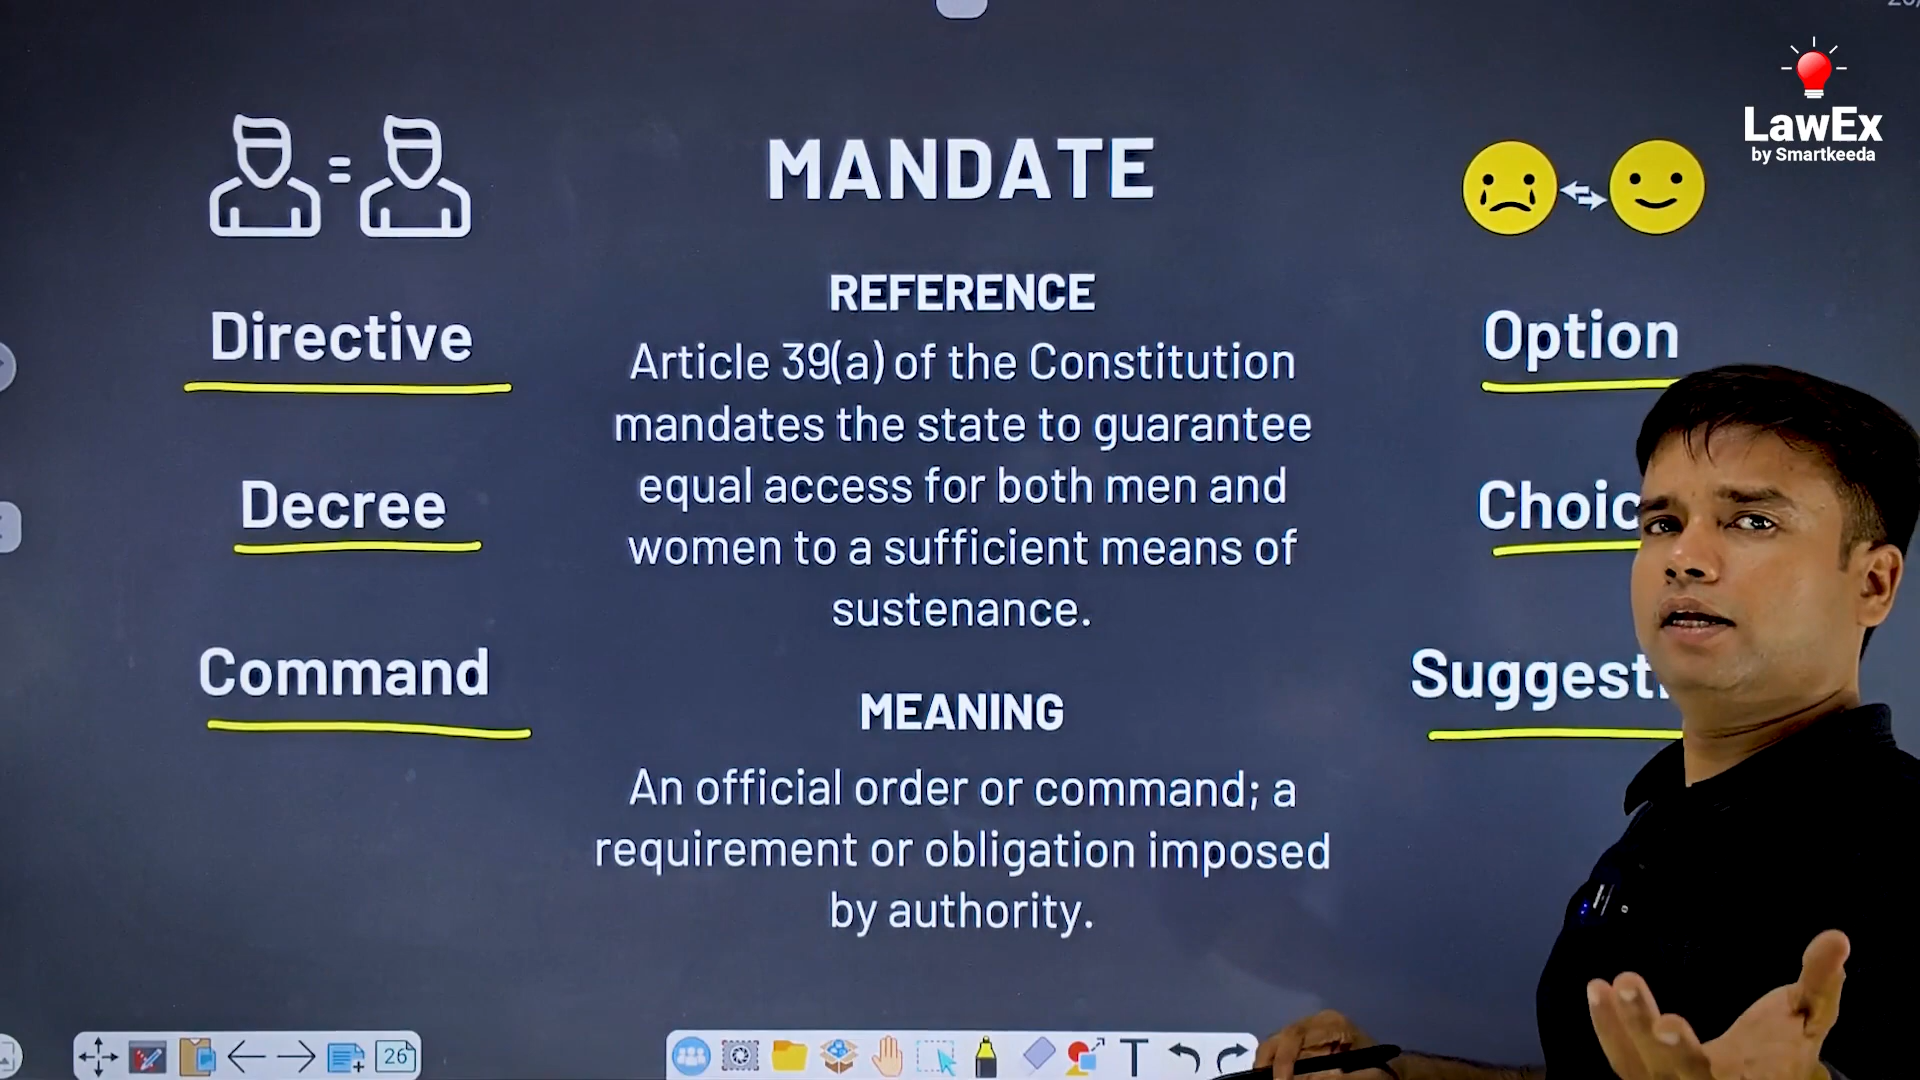 LawEx
by Smartkeeda
MANDATE
REFERENCE
Directive
Option
Article 39(a) of the Constitution
mandates the state to guarantee
equal access for both men and
women to a sufficient means of
sustenance.
Decree
Command
MEANING
An official order or command; a
requirement or obligation imposed
by authority.
26
T